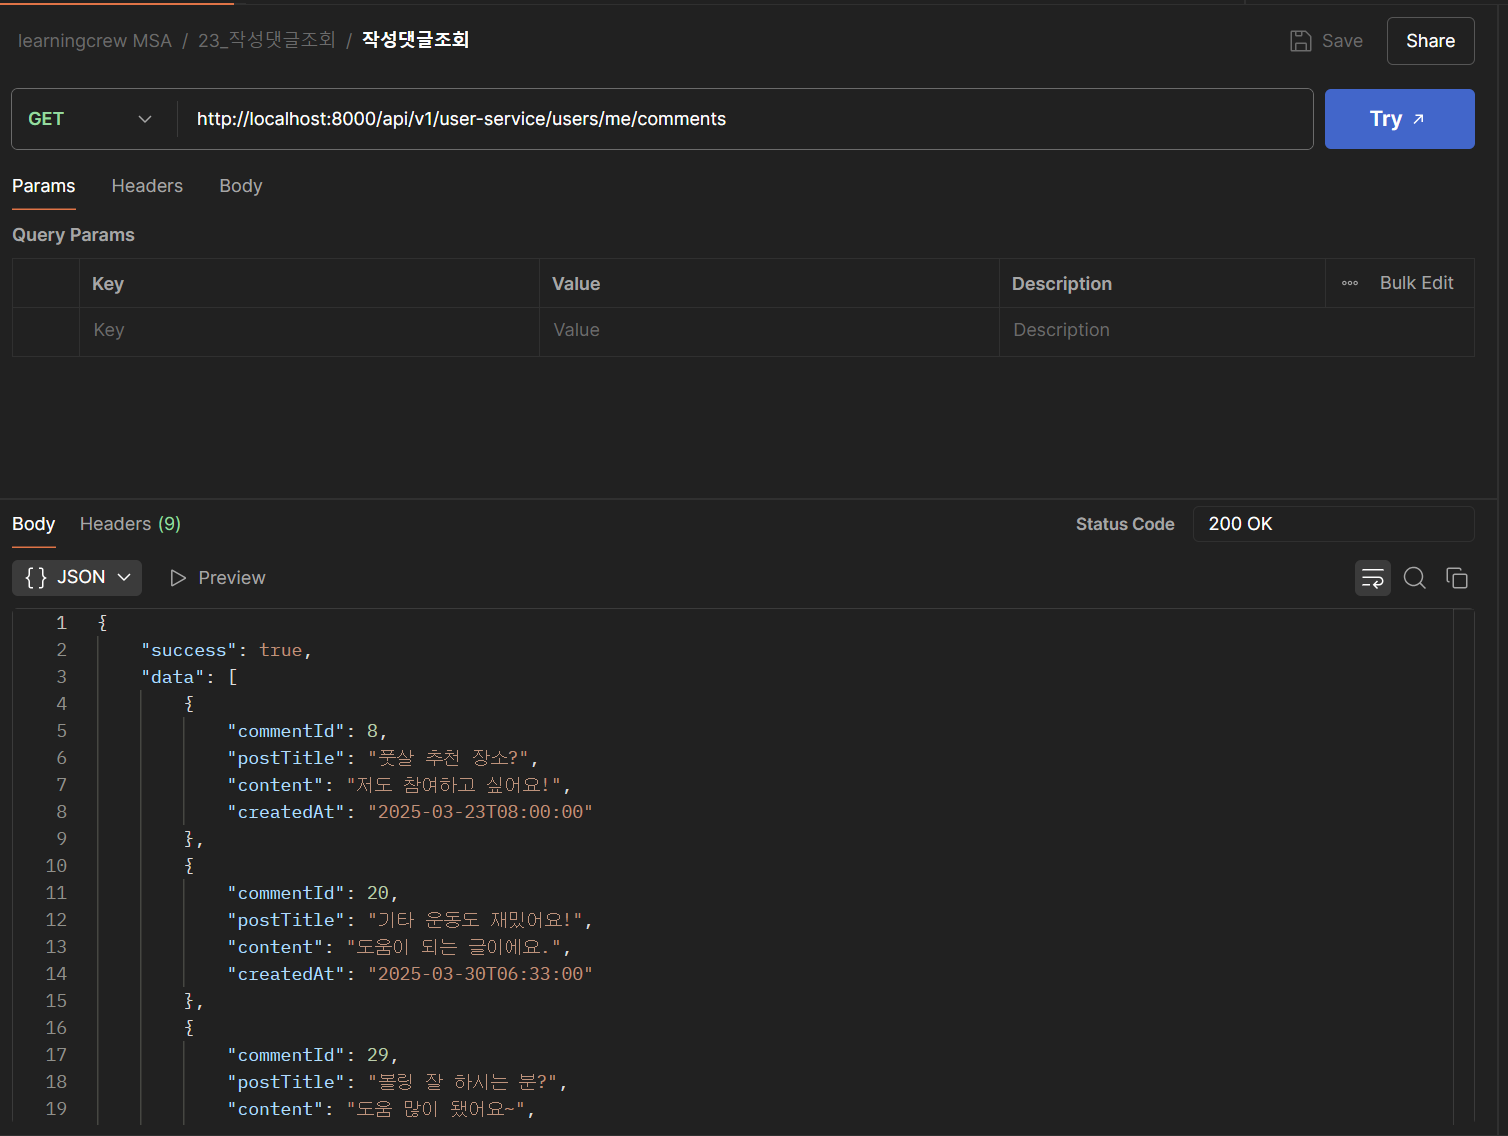 learningcrew MSA / 23_작성댓글조회 / 작성댓글조회
Save
Share
GET
http://localhost:8000/api/v1/user-service/users/me/comments
Try ↗
Params Headers Body
Query Params
Key Value Description ••• Bulk Edit
Key Value Description
Body Headers (9)
Status Code 200 OK
{} JSON Preview
1 {
2 "success": true,
3 "data": [
4 {
5 "commentId": 8,
6 "postTitle": "풋살 추천 장소?",
7 "content": "저도 참여하고 싶어요!",
8 "createdAt": "2025-03-23T08:00:00"
9 },
10 {
11 "commentId": 20,
12 "postTitle": "기타 운동도 재밌어요!",
13 "content": "도움이 되는 글이에요.",
14 "createdAt": "2025-03-30T06:33:00"
15 },
16 {
17 "commentId": 29,
18 "postTitle": "볼링 잘 하시는 분?",
19 "content": "도움 많이 됐어요~",